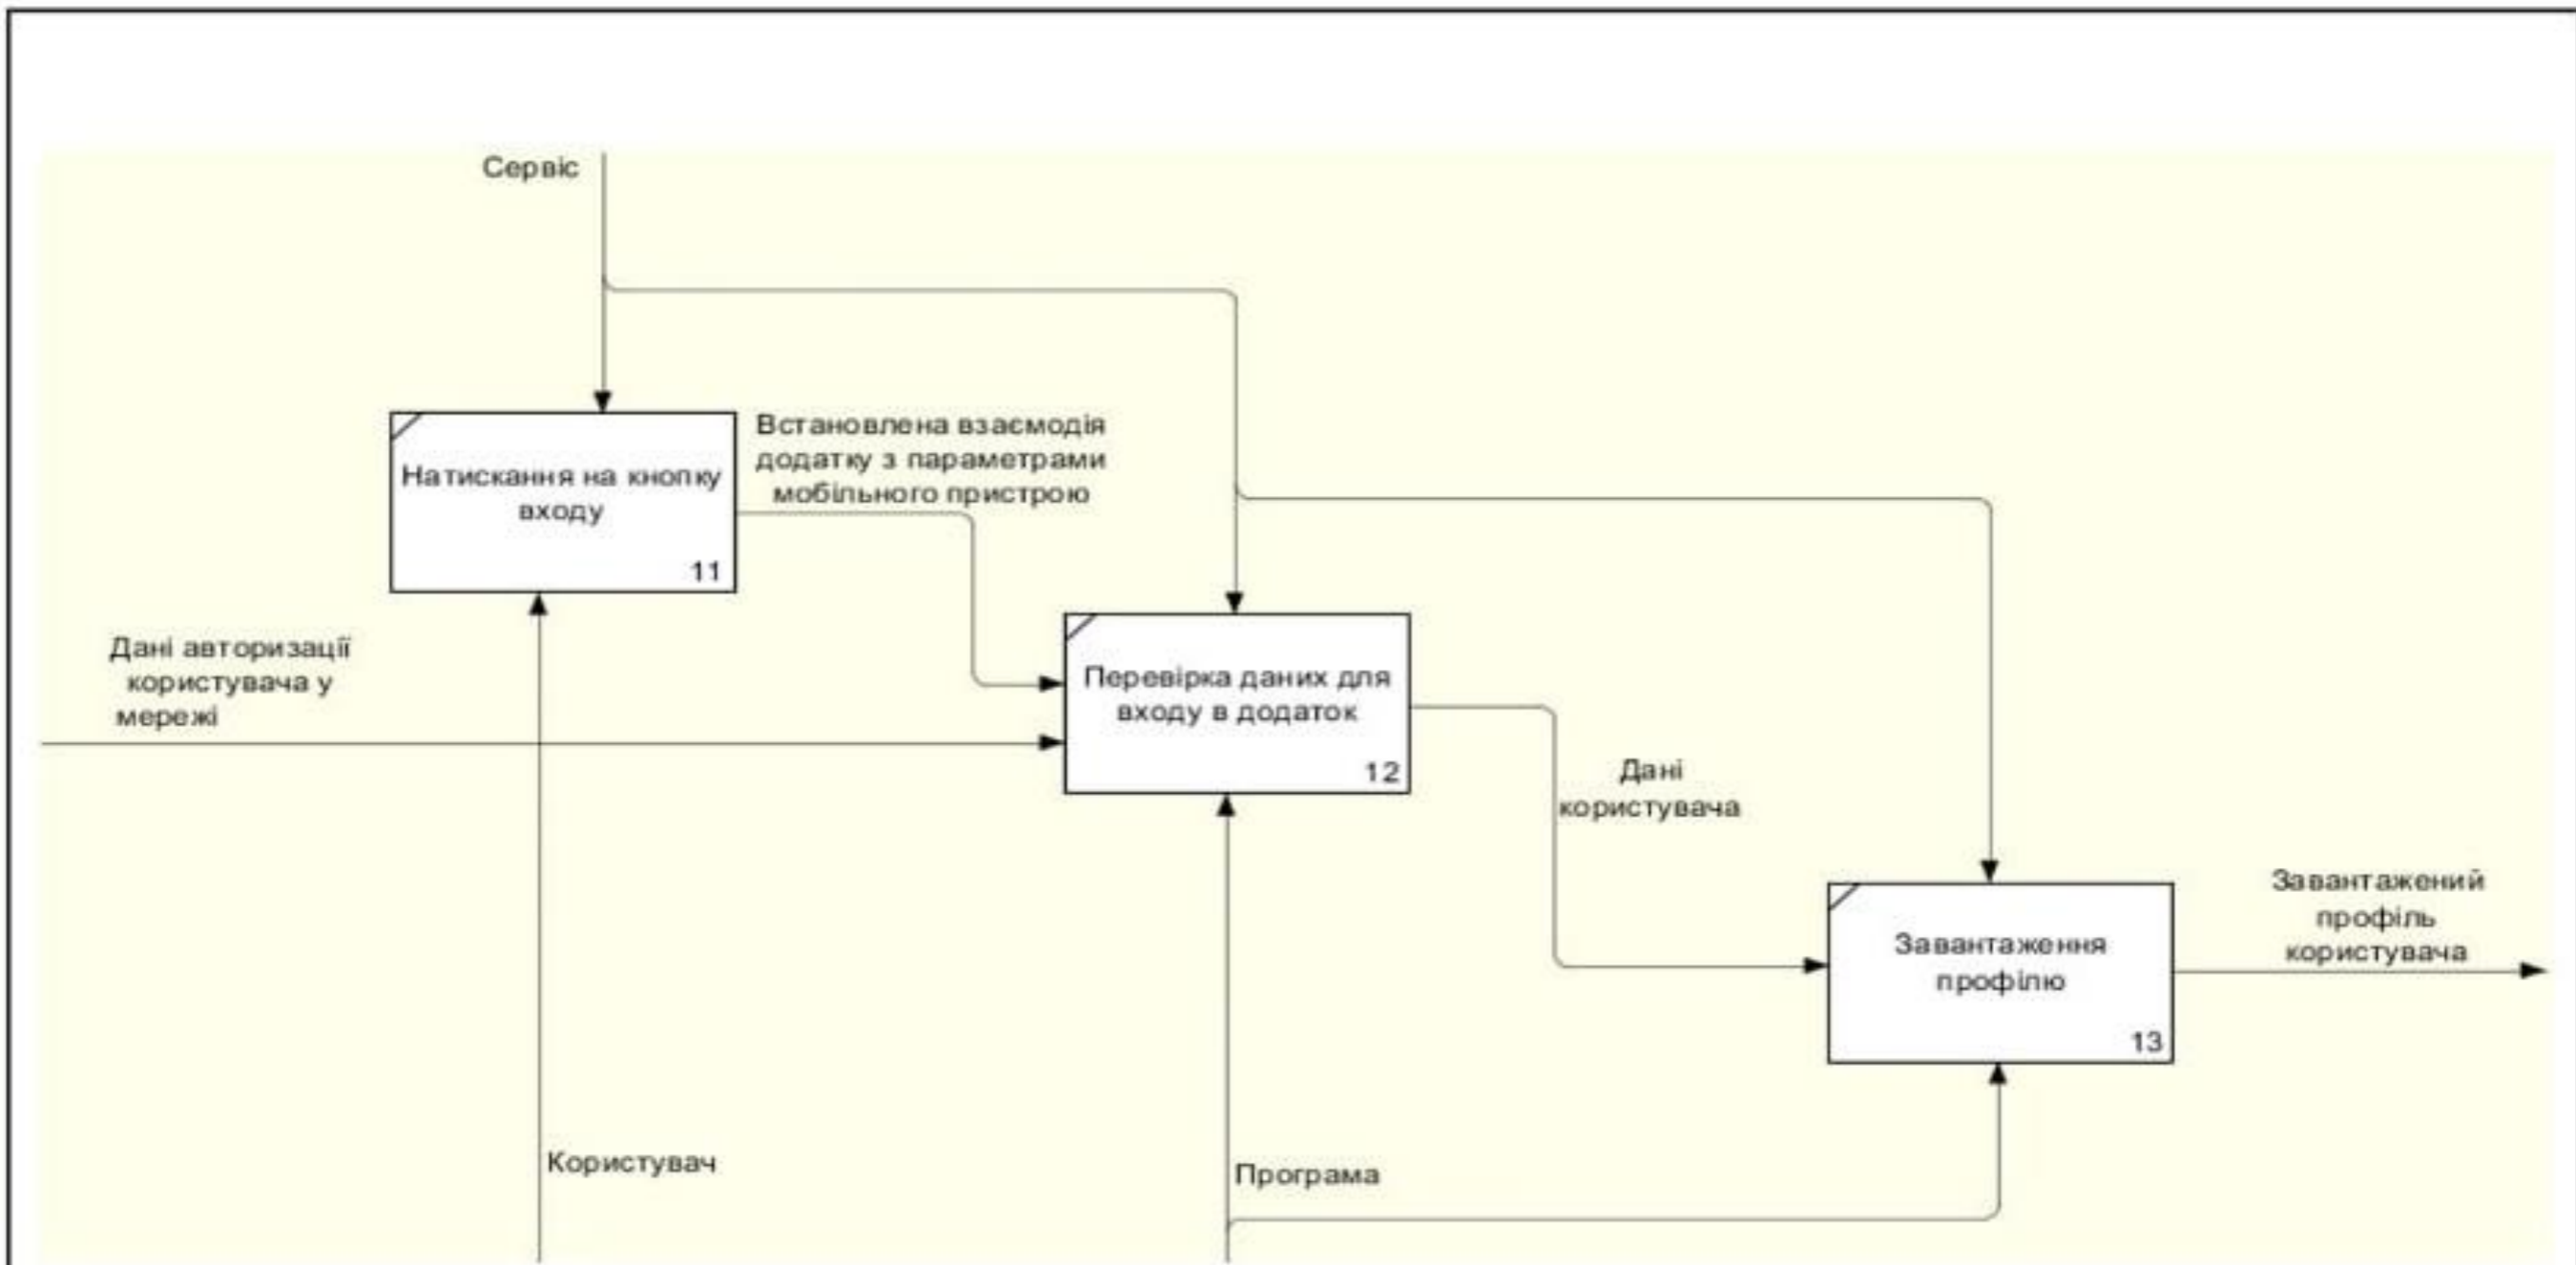 Сервіс
Натискання на кнопку
входу
11
Встановлена взаємодія
додатку з параметрами
мобільного пристрою
Дані авторизації
користувача у
мережі
Перевірка даних для
входу в додаток
12
Дані
користувача
Завантаження
профілю
13
Завантажений
профіль
користувача
Користувач
Програма